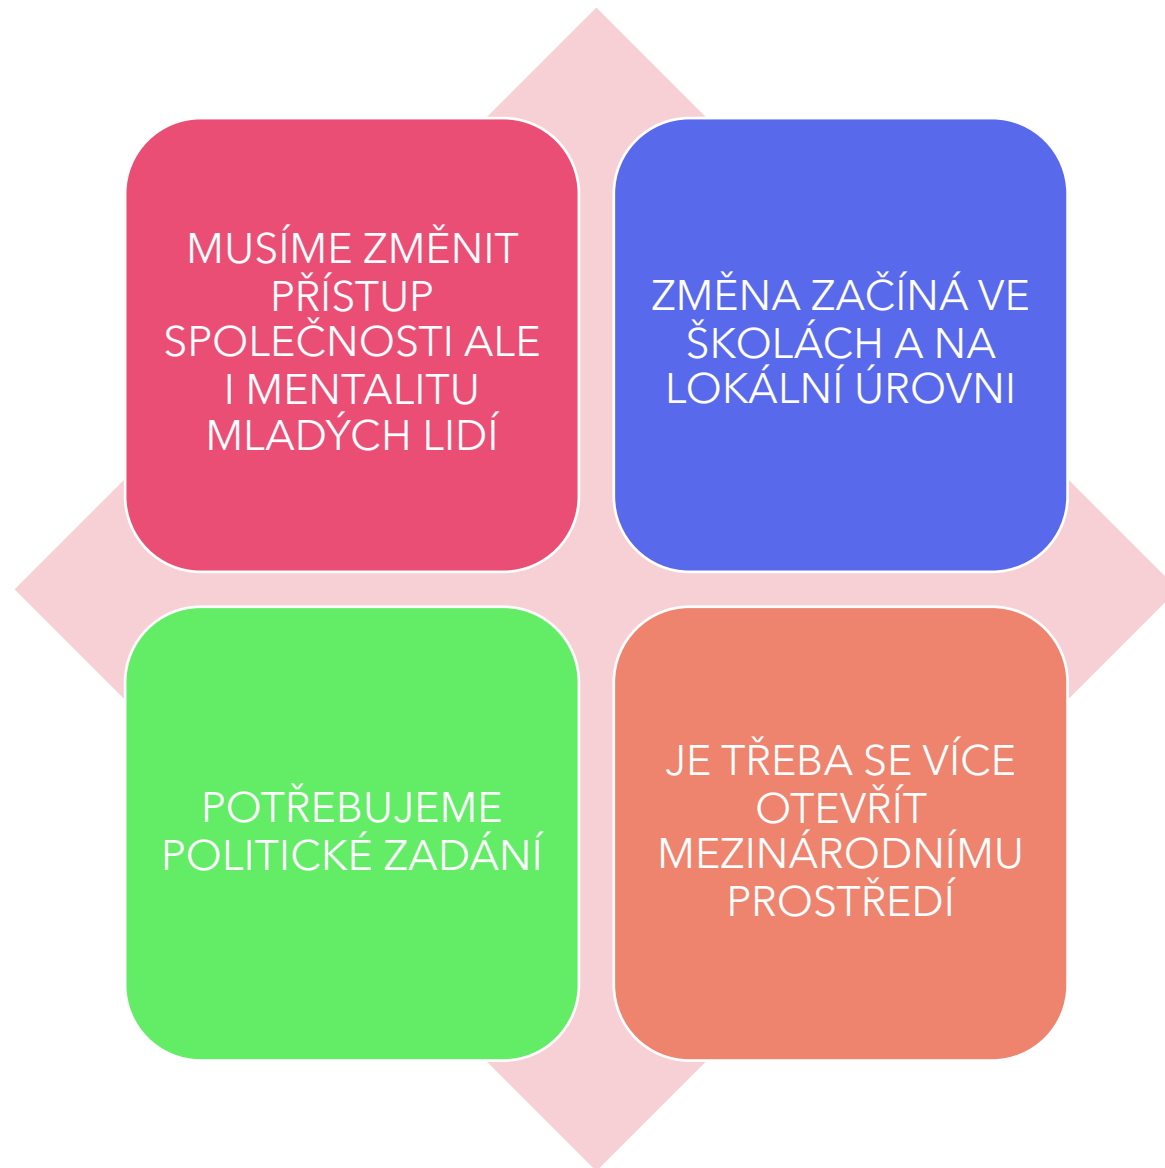 MUSÍME ZMĚNIT
PŘÍSTUP
SPOLEČNOSTI ALE
I MENTALITU
MLADÝCH LIDÍ
ZMĚNA ZAČÍNÁ VE
ŠKOLÁCH A NA
LOKÁLNÍ ÚROVNI
POTŘEBUJEME
POLITICKÉ ZADÁNÍ
JE TŘEBA SE VÍCE
OTEVŘÍT
MEZINÁRODNÍMU
PROSTŘEDÍ